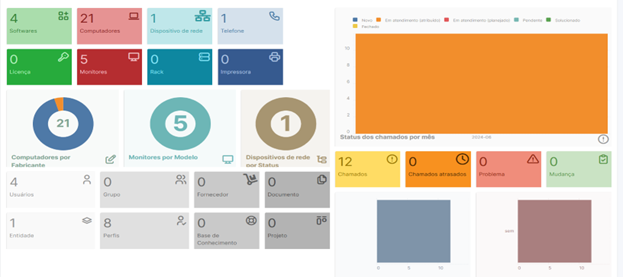 4
Softwares
21
Computadores
1
Dispositivo de rede
1
Telefone
0
Licença
5
Monitores
0
Rack
0
Impressora
21
Computadores por
Fabricante
5
Monitores por Modelo
1
Dispositivos de rede
por Status
4
Usuários
0
Grupo
0
Fornecedor
0
Documento
1
Entidade
8
Perfis
0
Base de
Conhecimento
0
Projeto
Novo Em atendimento (atribuído) Em atendimento (planejado) Pendente Solucionado
Fechado
10
8
6
4
2
0
Status dos chamados por mês
2024-08
12
Chamados
0
Chamados atrasados
0
Problema
0
Mudança
0 5 10
0 5 10